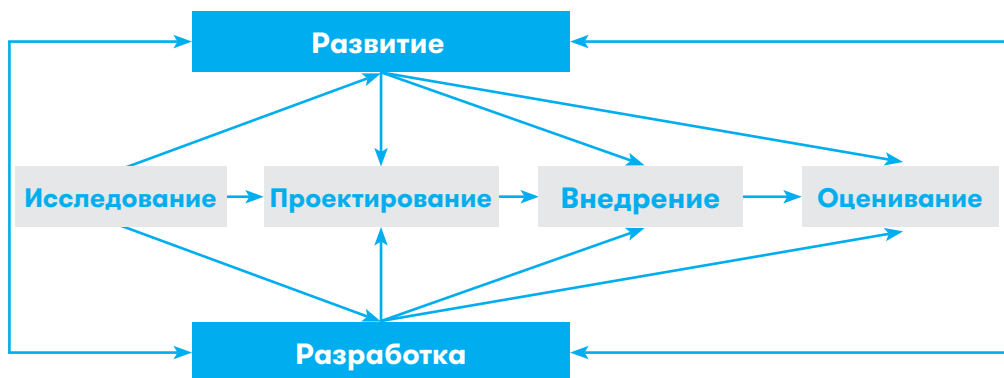 Развитие
Исследование
Проектирование
Внедрение
Оценивание
Разработка